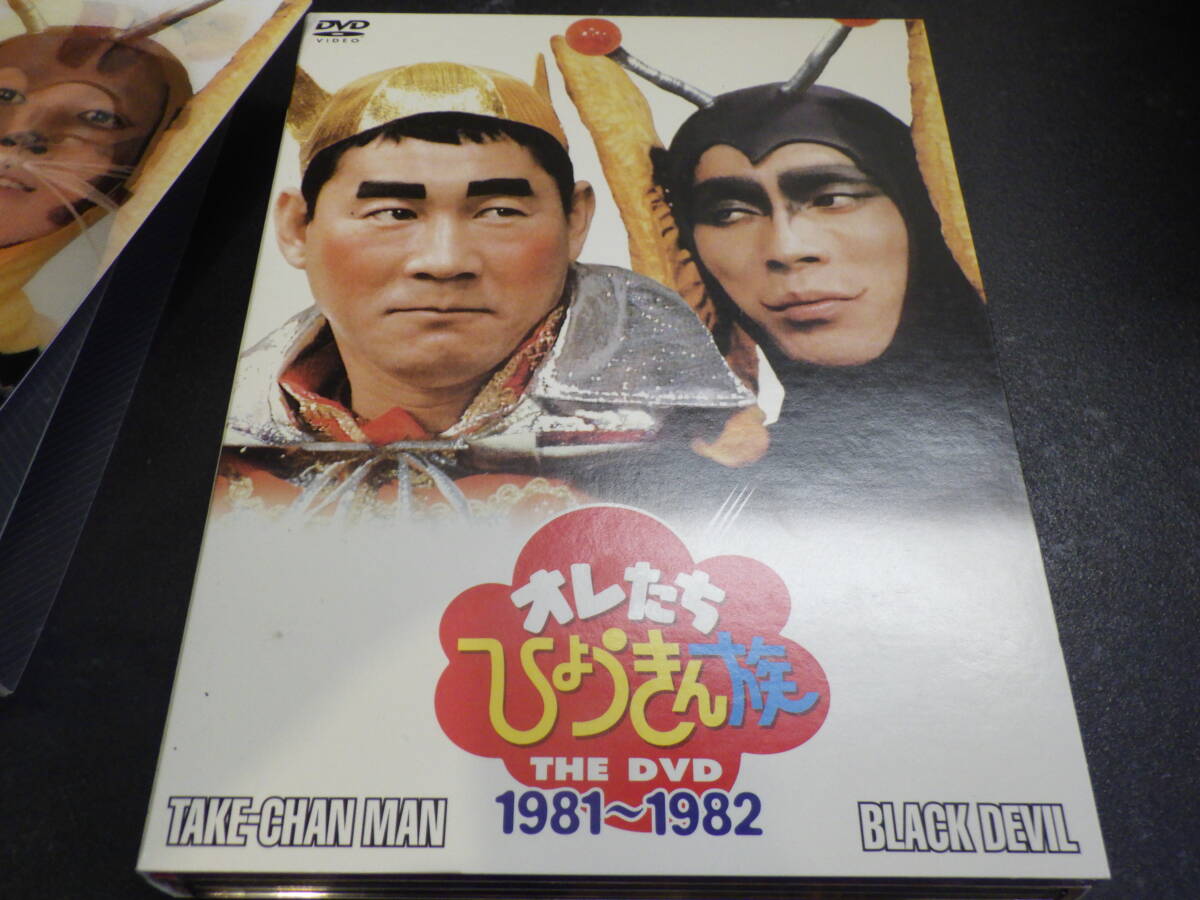 DVD
VIDEO
オレたち
ひょうきん族
THE DVD
1981~1982
TAKE-CHAN MAN
BLACK DEVIL